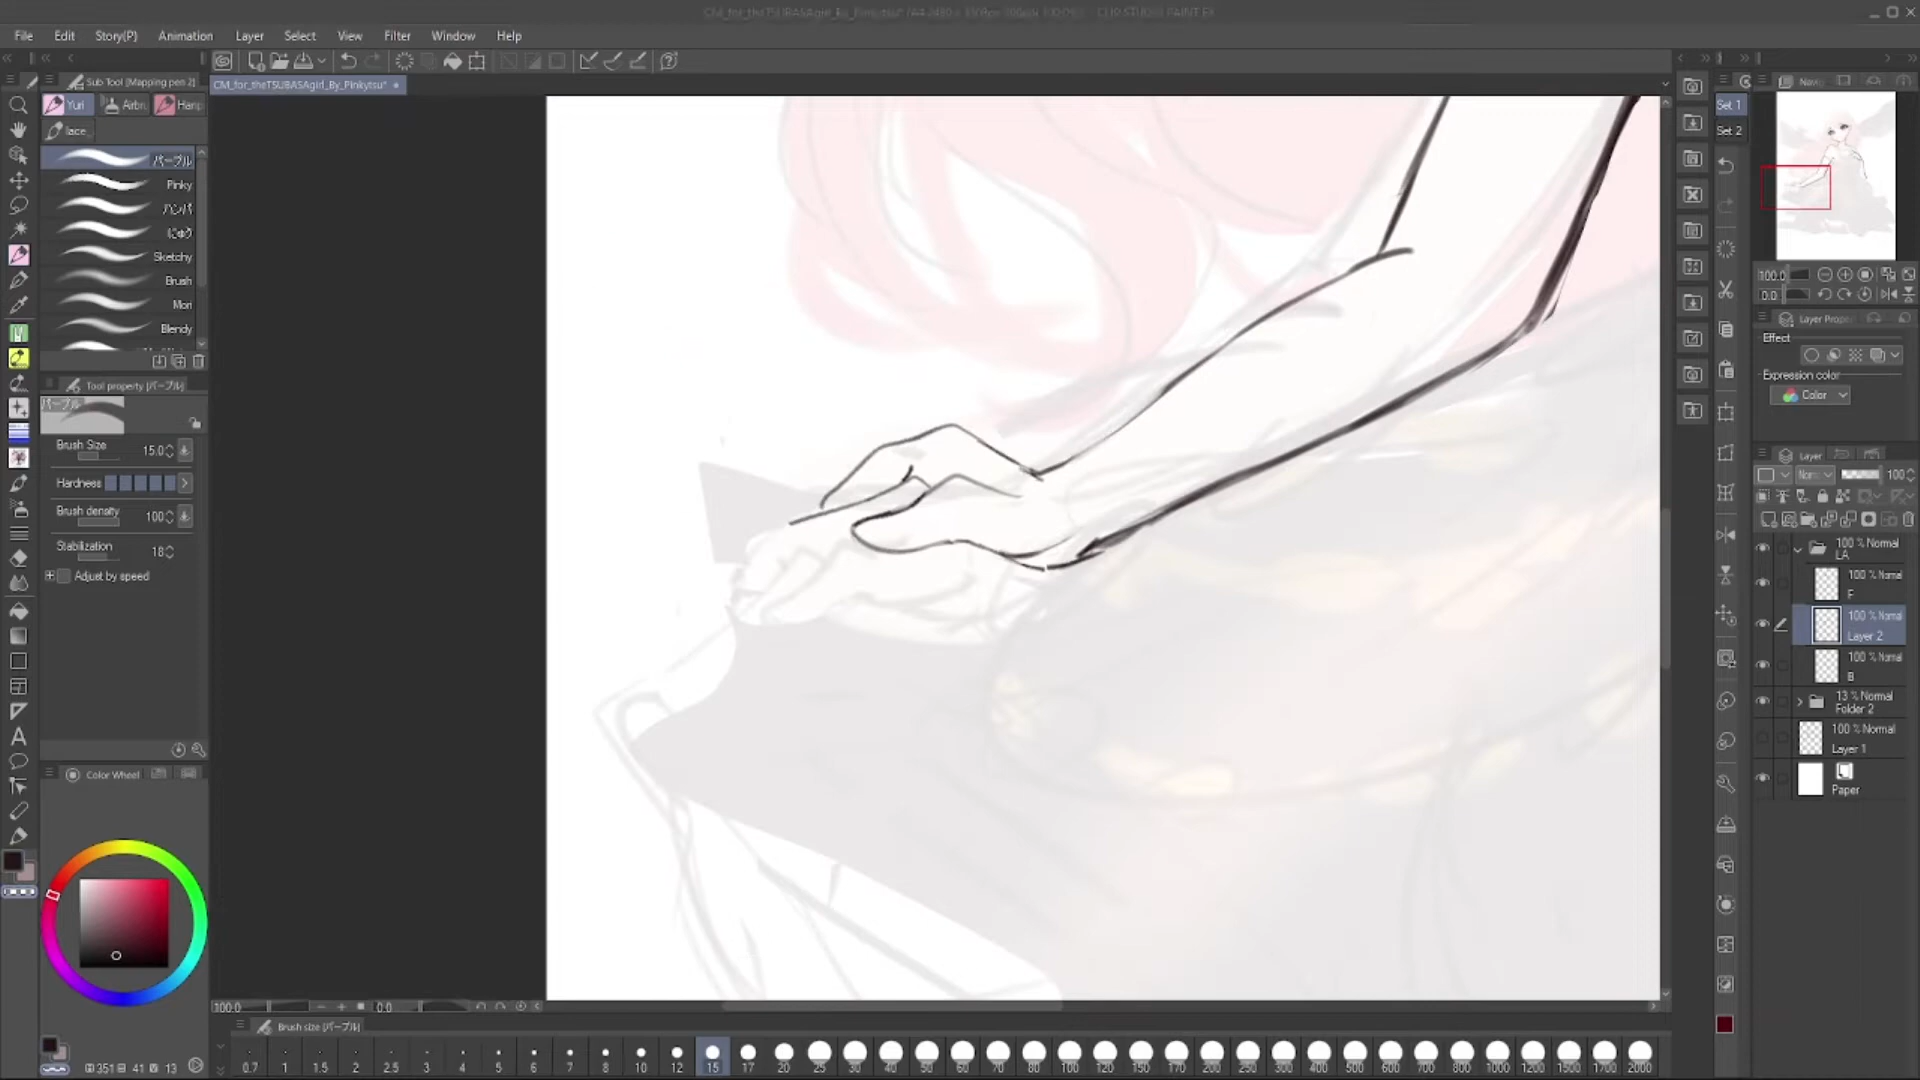 File Edit Story(P) Animation Layer Select View Filter Window Help
Sub Tool [Mapping pen 2]
CM_for_theTSUBASAgirl_By_Pinkytsu*
Set 1
Set 2
Yuri Airbru
lace
パープル
Pinky
ハンパ
にゅう
Sketchy
Brush
Mori
Blendy
Tool property [パープル]
パープル
Brush Size 15.0
Hardness
Brush density 100
Stabilization 18
Adjust by speed
Color Wheel
351 41 13
100.0 0.0
Brush size [パープル]
0.7 1 1.5 2 2.5 3 4 5 6 7 8 10 12 15 17 20 25 30 40 50 60 70 80 100 120 150 170 200 250 300 400 500 600 700 800 1000 1200 1500 1700 2000
100.0
0.0
Layer Prope
Effect
Expression color
Color
Layer
100
100 % Normal
LA
100 % Normal
F
100 % Normal
Layer 2
100 % Normal
B
13 % Normal
Folder 2
100 % Normal
Layer 1
Paper